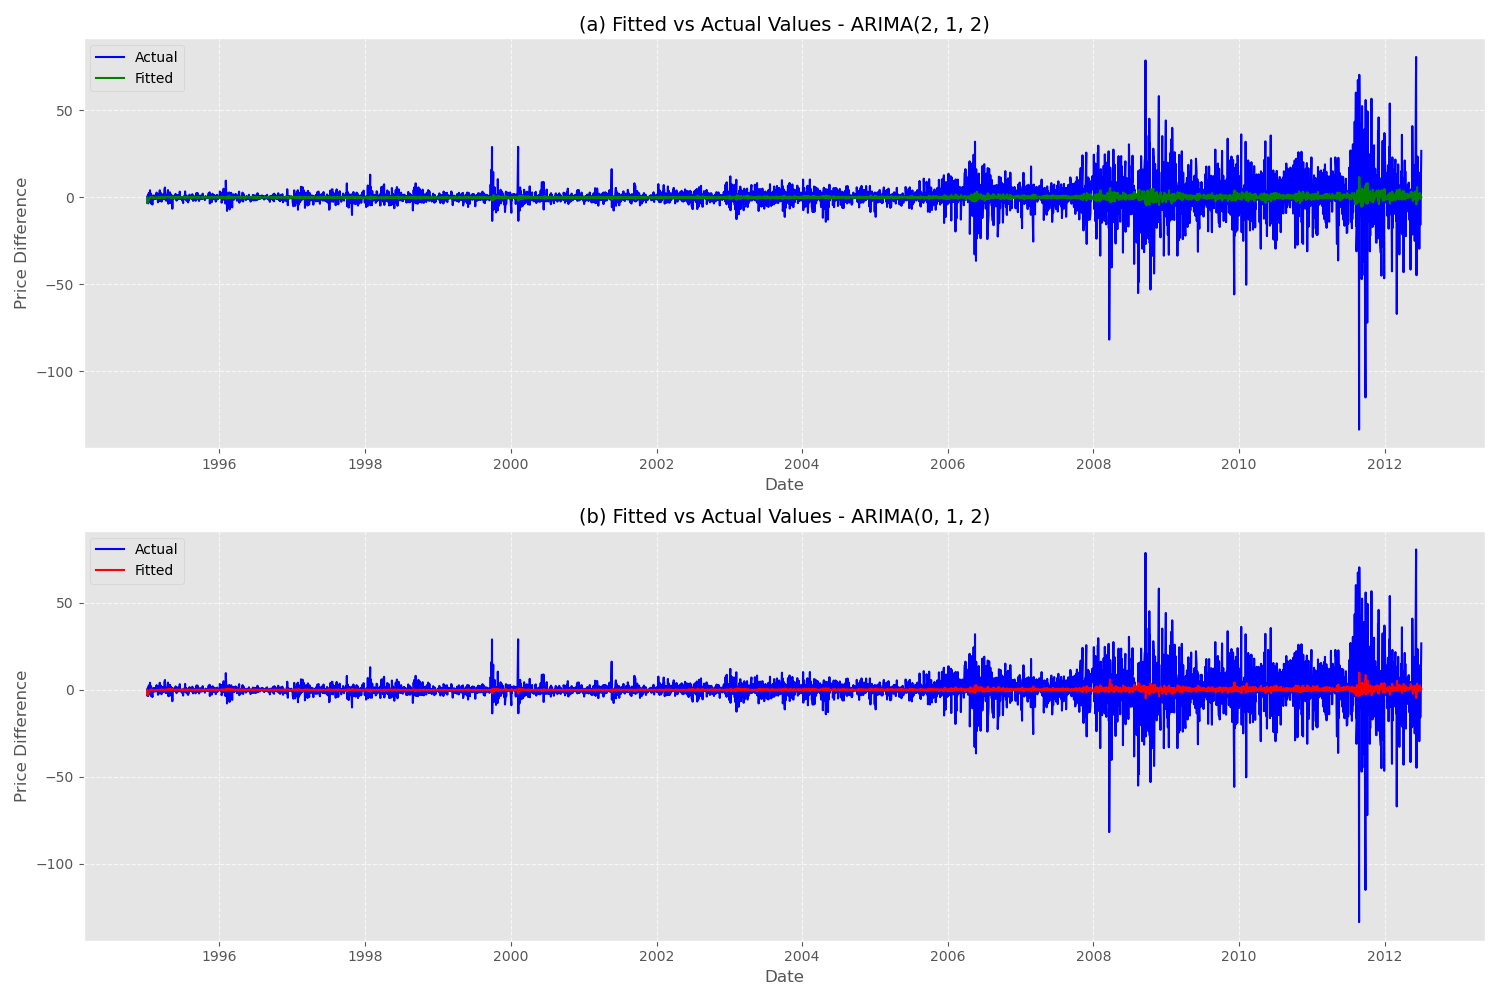 (a) Fitted vs Actual Values - ARIMA(2, 1, 2)
Actual
Fitted
50
0
−50
−100
Price Difference
1996 1998 2000 2002 2004 2006 2008 2010 2012
Date
(b) Fitted vs Actual Values - ARIMA(0, 1, 2)
Actual
Fitted
50
0
−50
−100
Price Difference
1996 1998 2000 2002 2004 2006 2008 2010 2012
Date